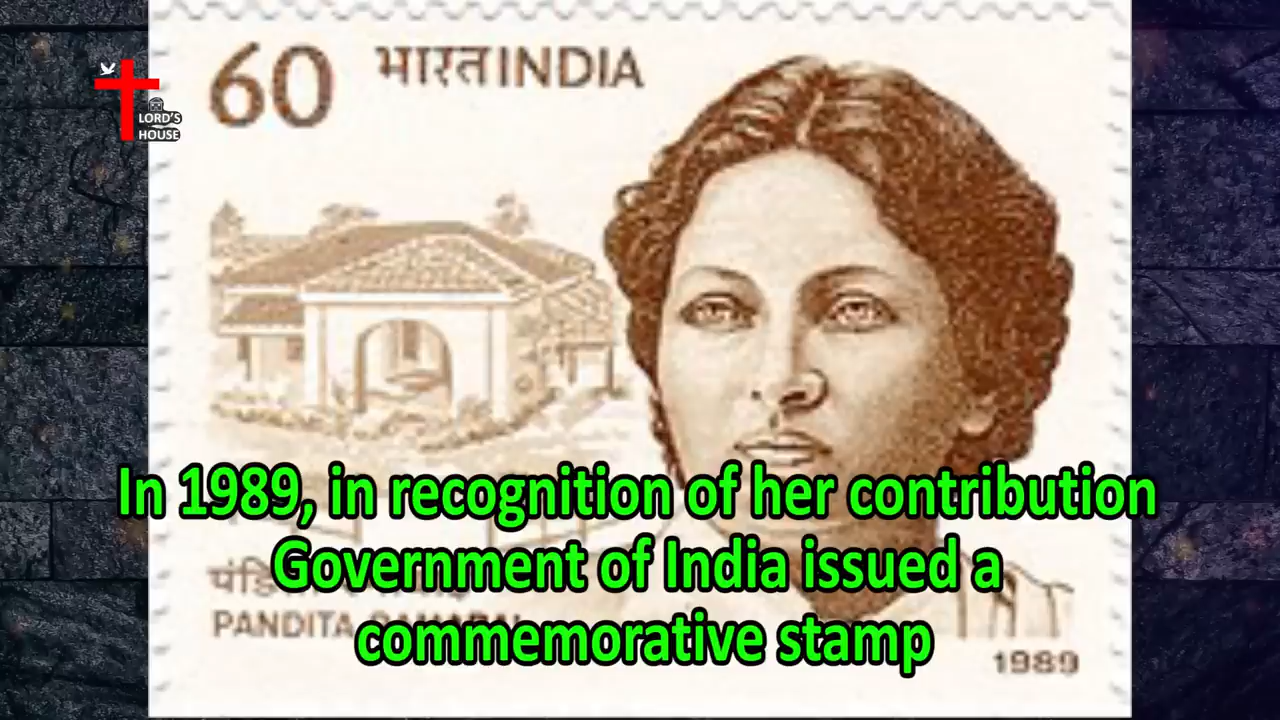 60
भारत INDIA
LORD'S
HOUSE
In 1989, in recognition of her contribution
Government of India issued a
PANDITA
commemorative stamp
1989